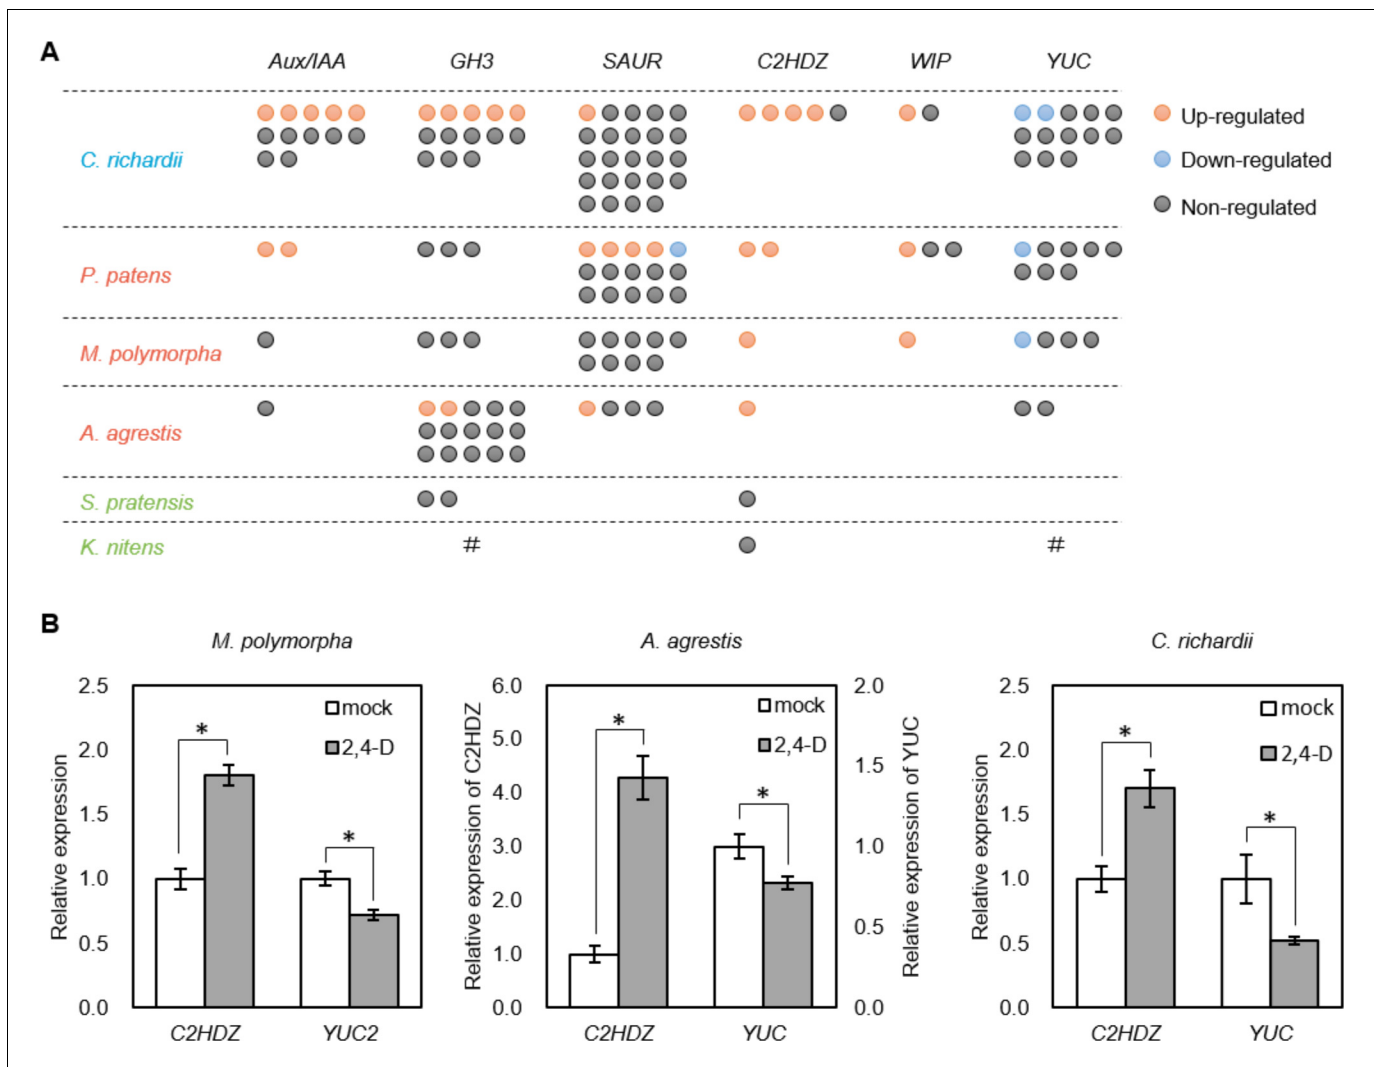 A
Aux/IAA GH3 SAUR C2HDZ WIP YUC
C. richardii
Up-regulated
Down-regulated
Non-regulated
P. patens
M. polymorpha
A. agrestis
S. pratensis
K. nitens # #
B
M. polymorpha
Relative expression
2.5
2.0
1.5
1.0
0.5
0.0
mock
2,4-D
*
*
C2HDZ YUC2
A. agrestis
Relative expression of C2HDZ
6.0
5.0
4.0
3.0
2.0
1.0
0.0
mock
2,4-D
*
*
C2HDZ YUC
2.0
1.5
1.0
0.5
0.0
Relative expression of YUC
C. richardii
Relative expression
2.5
2.0
1.5
1.0
0.5
0.0
mock
2,4-D
*
*
C2HDZ YUC